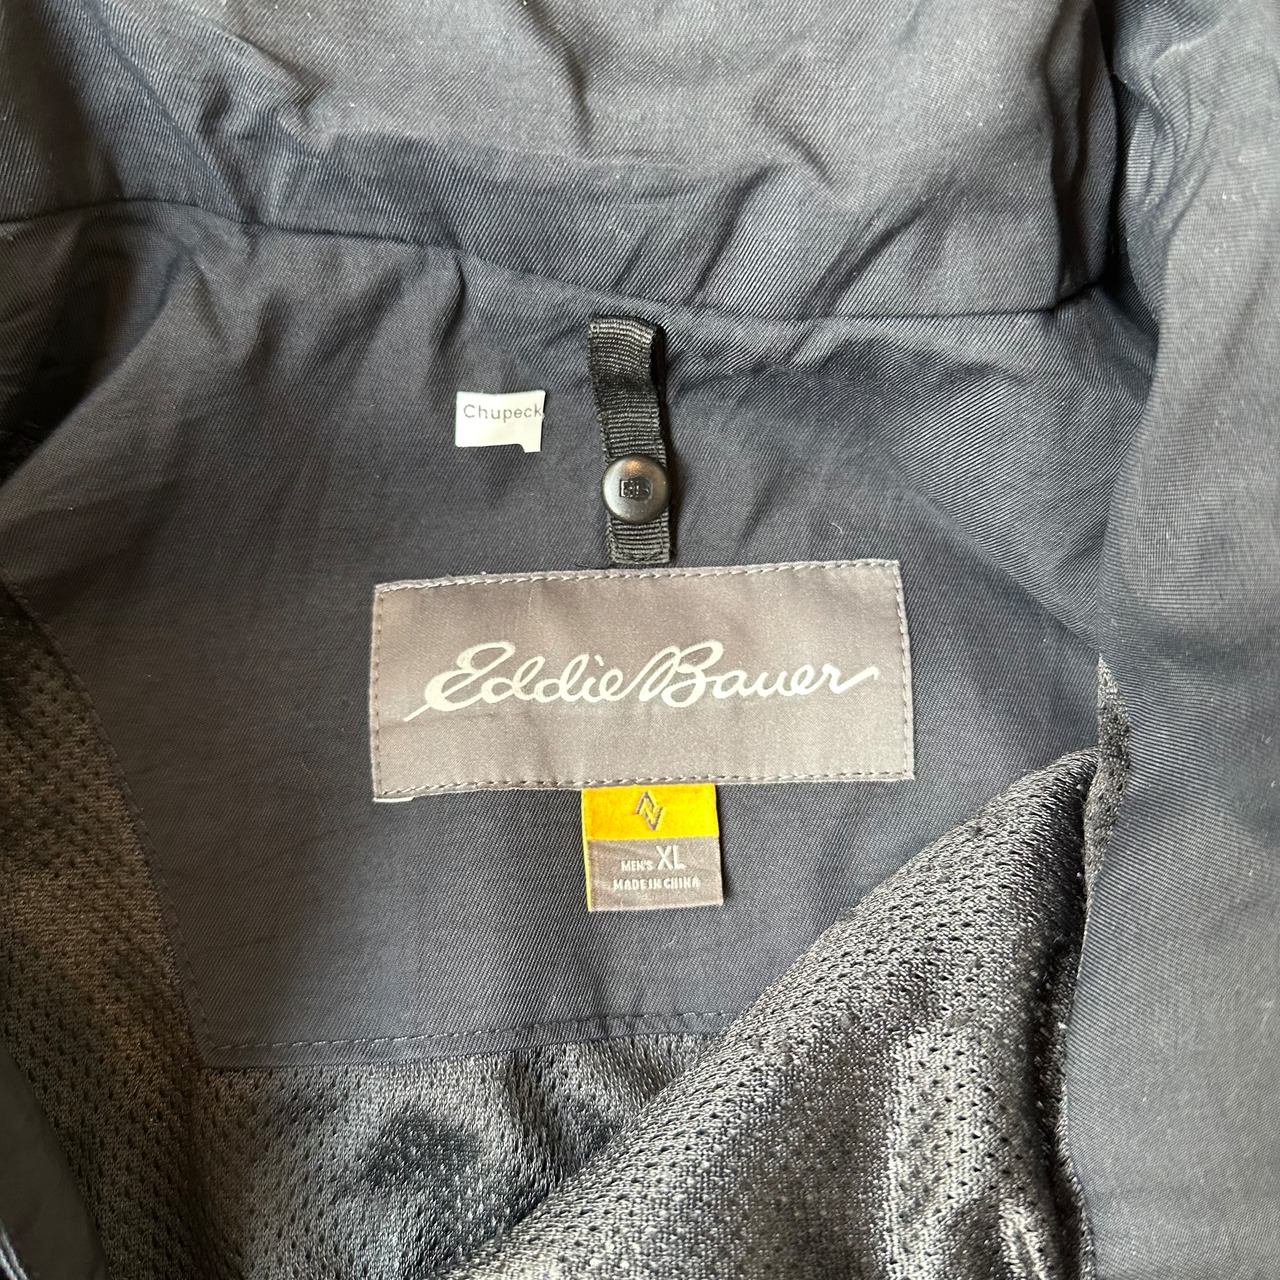 Chupeck
EB
Eddie Bauer
MEN'S XL
MADE IN CHINA